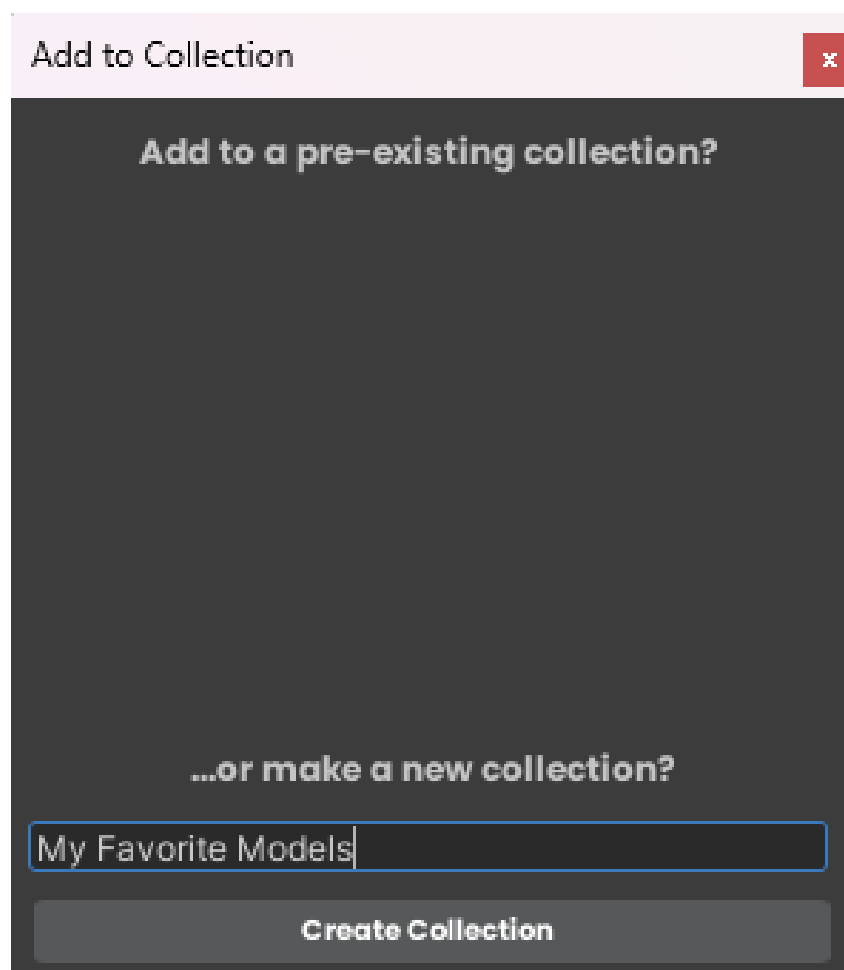 Add to Collection
x
Add to a pre-existing collection?
...or make a new collection?
My Favorite Models
Create Collection